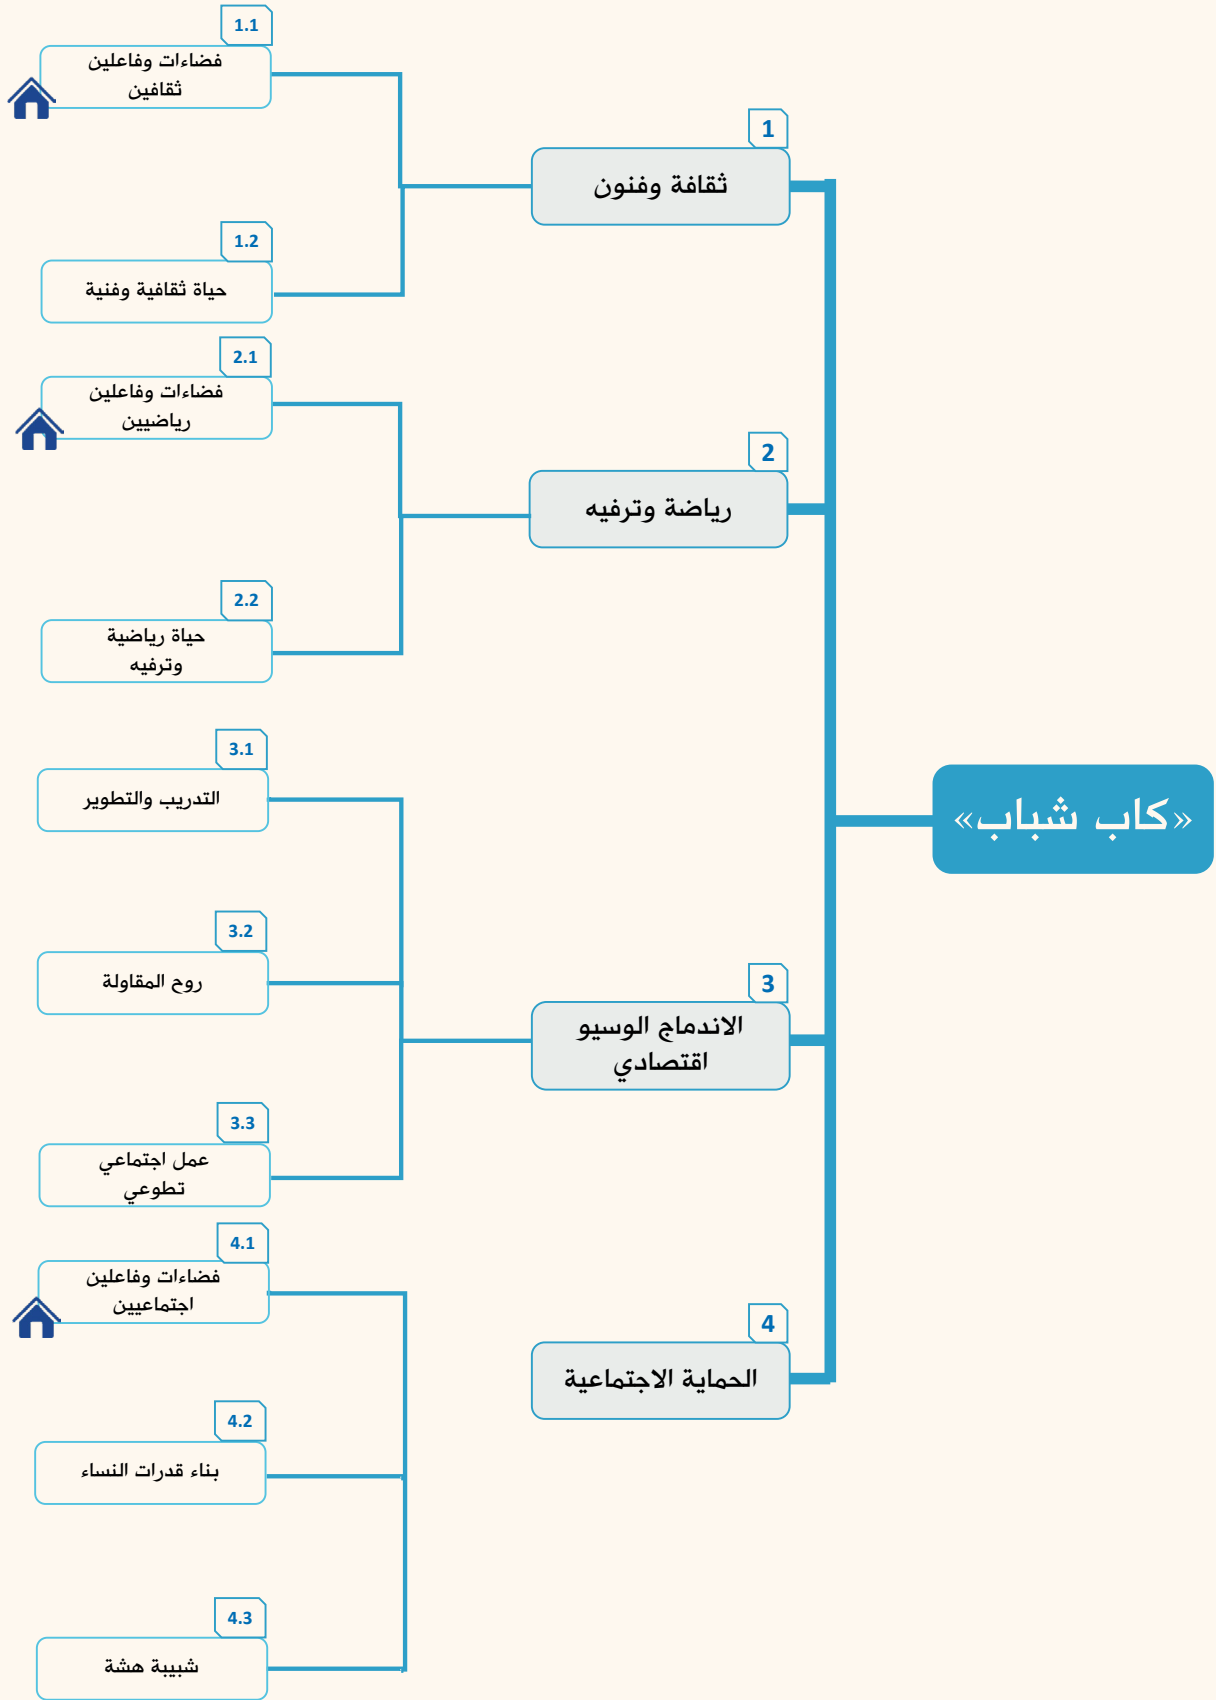 «كاب شباب»
1
ثقافة وفنون
1.1
فضاءات وفاعلين
ثقافين
1.2
حياة ثقافية وفنية
2
رياضة وترفيه
2.1
فضاءات وفاعلين
رياضيين
2.2
حياة رياضية
وترفيه
3
الاندماج الوسيو
اقتصادي
3.1
التدريب والتطوير
3.2
روح المقاولة
3.3
عمل اجتماعي
تطوعي
4
الحماية الاجتماعية
4.1
فضاءات وفاعلين
اجتماعيين
4.2
بناء قدرات النساء
4.3
شبيبة هشة